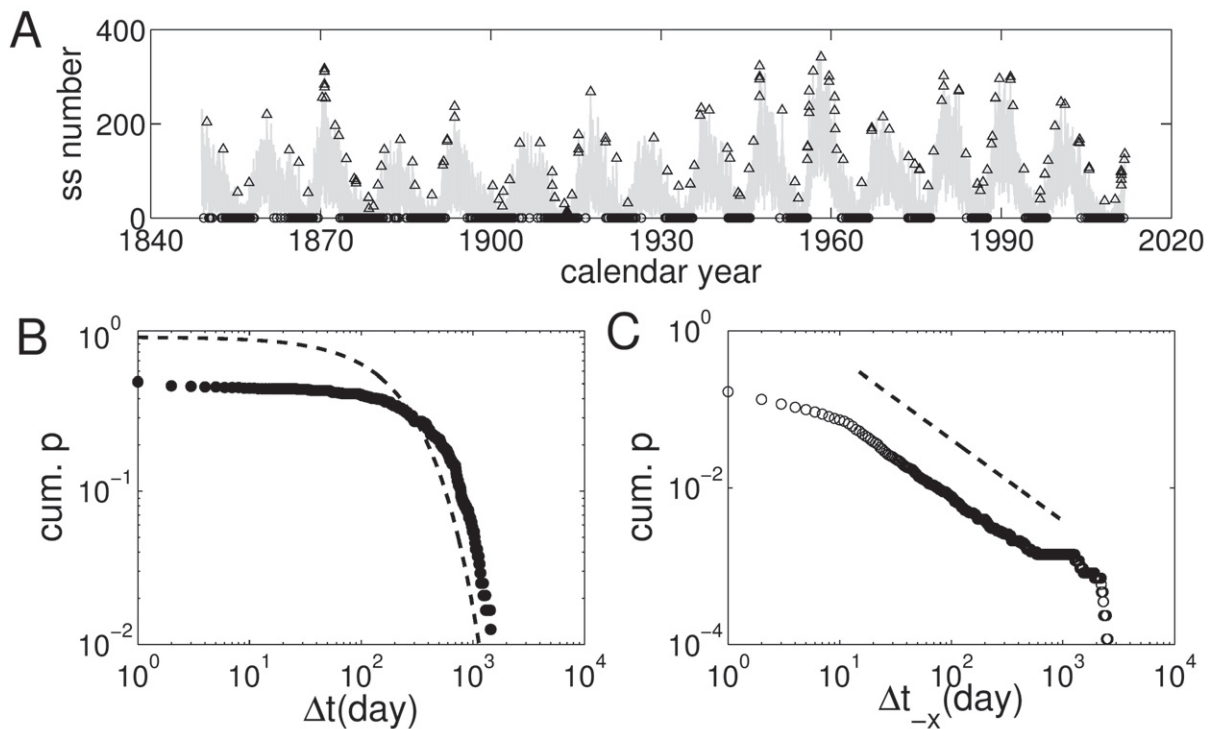 A
ss number
400
200
0
1840 1870 1900 1930 1960 1990 2020
calendar year
B
cum. p
10^0
10^-1
10^-2
10^0 10^1 10^2 10^3 10^4
Δt(day)
C
cum. p
10^0
10^-2
10^-4
10^0 10^1 10^2 10^3 10^4
Δt_-x(day)